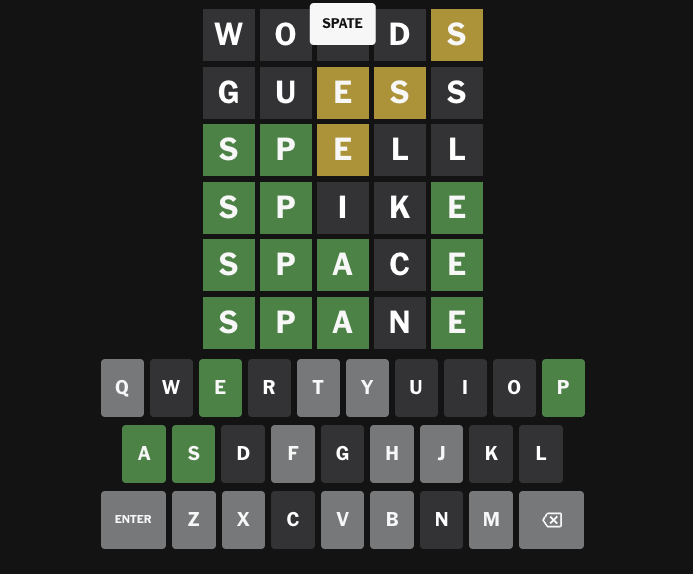 SPATE
W O D S
G U E S S
S P E L L
S P I K E
S P A C E
S P A N E
Q W E R T Y U I O P
A S D F G H J K L
ENTER Z X C V B N M